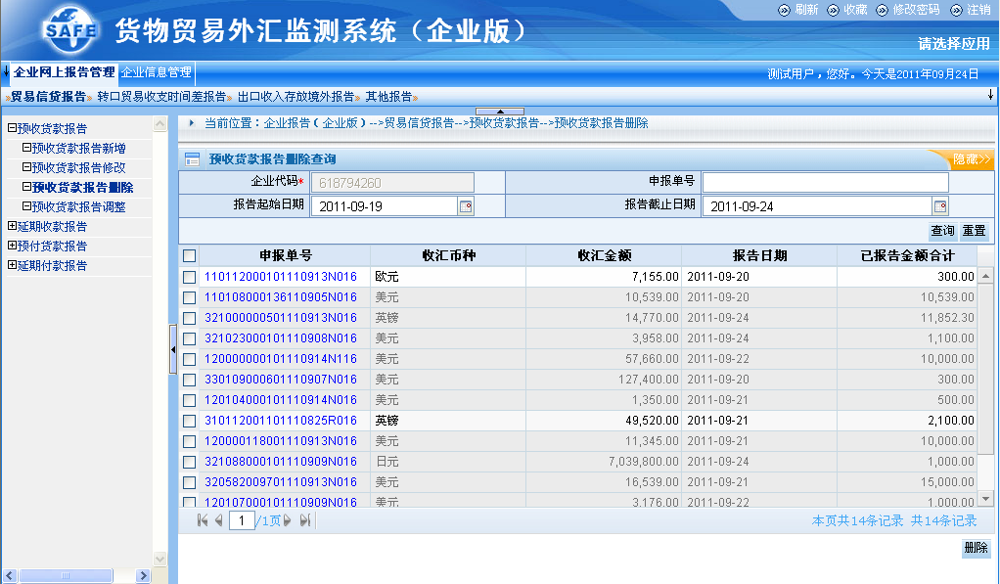 刷新 收藏 修改密码 注销
SAFE 货物贸易外汇监测系统（企业版）
请选择应用
企业网上报告管理 企业信息管理 测试用户，您好。今天是2011年09月24日
贸易信贷报告 转口贸易收支时间差报告 出口收入存放境外报告 其他报告
预收货款报告
预收货款报告新增
预收货款报告修改
预收货款报告删除
预收货款报告调整
延期收款报告
预付货款报告
延期付款报告
当前位置：企业报告（企业版）-->贸易信贷报告-->预收货款报告-->预收货款报告删除
预收货款报告删除查询 隐藏>>
企业代码* 618794260 申报单号
报告起始日期 2011-09-19 报告截止日期 2011-09-24
查询 重置
申报单号 收汇币种 收汇金额 报告日期 已报告金额合计
110112000101110913N016 欧元 7,155.00 2011-09-20 300.00
110108000136110905N016 美元 10,539.00 2011-09-20 10,539.00
321000000501110913N016 英镑 14,770.00 2011-09-24 11,852.30
321023000101110908N016 美元 3,958.00 2011-09-24 1,100.00
120000000101110914N116 美元 57,660.00 2011-09-22 10,000.00
330109000601110907N016 美元 127,400.00 2011-09-20 300.00
120104000101110914N016 美元 1,350.00 2011-09-21 500.00
310112001101110825R016 英镑 49,520.00 2011-09-21 2,100.00
120000118001110913N016 美元 11,345.00 2011-09-21 10,000.00
321088000101110909N016 日元 7,039,800.00 2011-09-24 1,000.00
320582009701110913N016 美元 16,539.00 2011-09-21 15,000.00
120107000101110909N016 美元 3,176.00 2011-09-22 1,000.00
1 /1页 本页共14条记录 共14条记录
删除